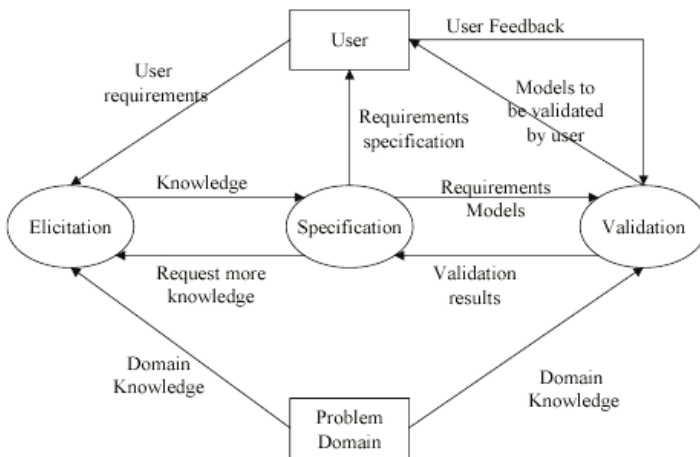 User
User Feedback
User
requirements
Models to
be validated
by user
Requirements
specification
Knowledge
Requirements
Models
Elicitation
Specification
Validation
Request more
knowledge
Validation
results
Domain
Knowledge
Domain
Knowledge
Problem
Domain